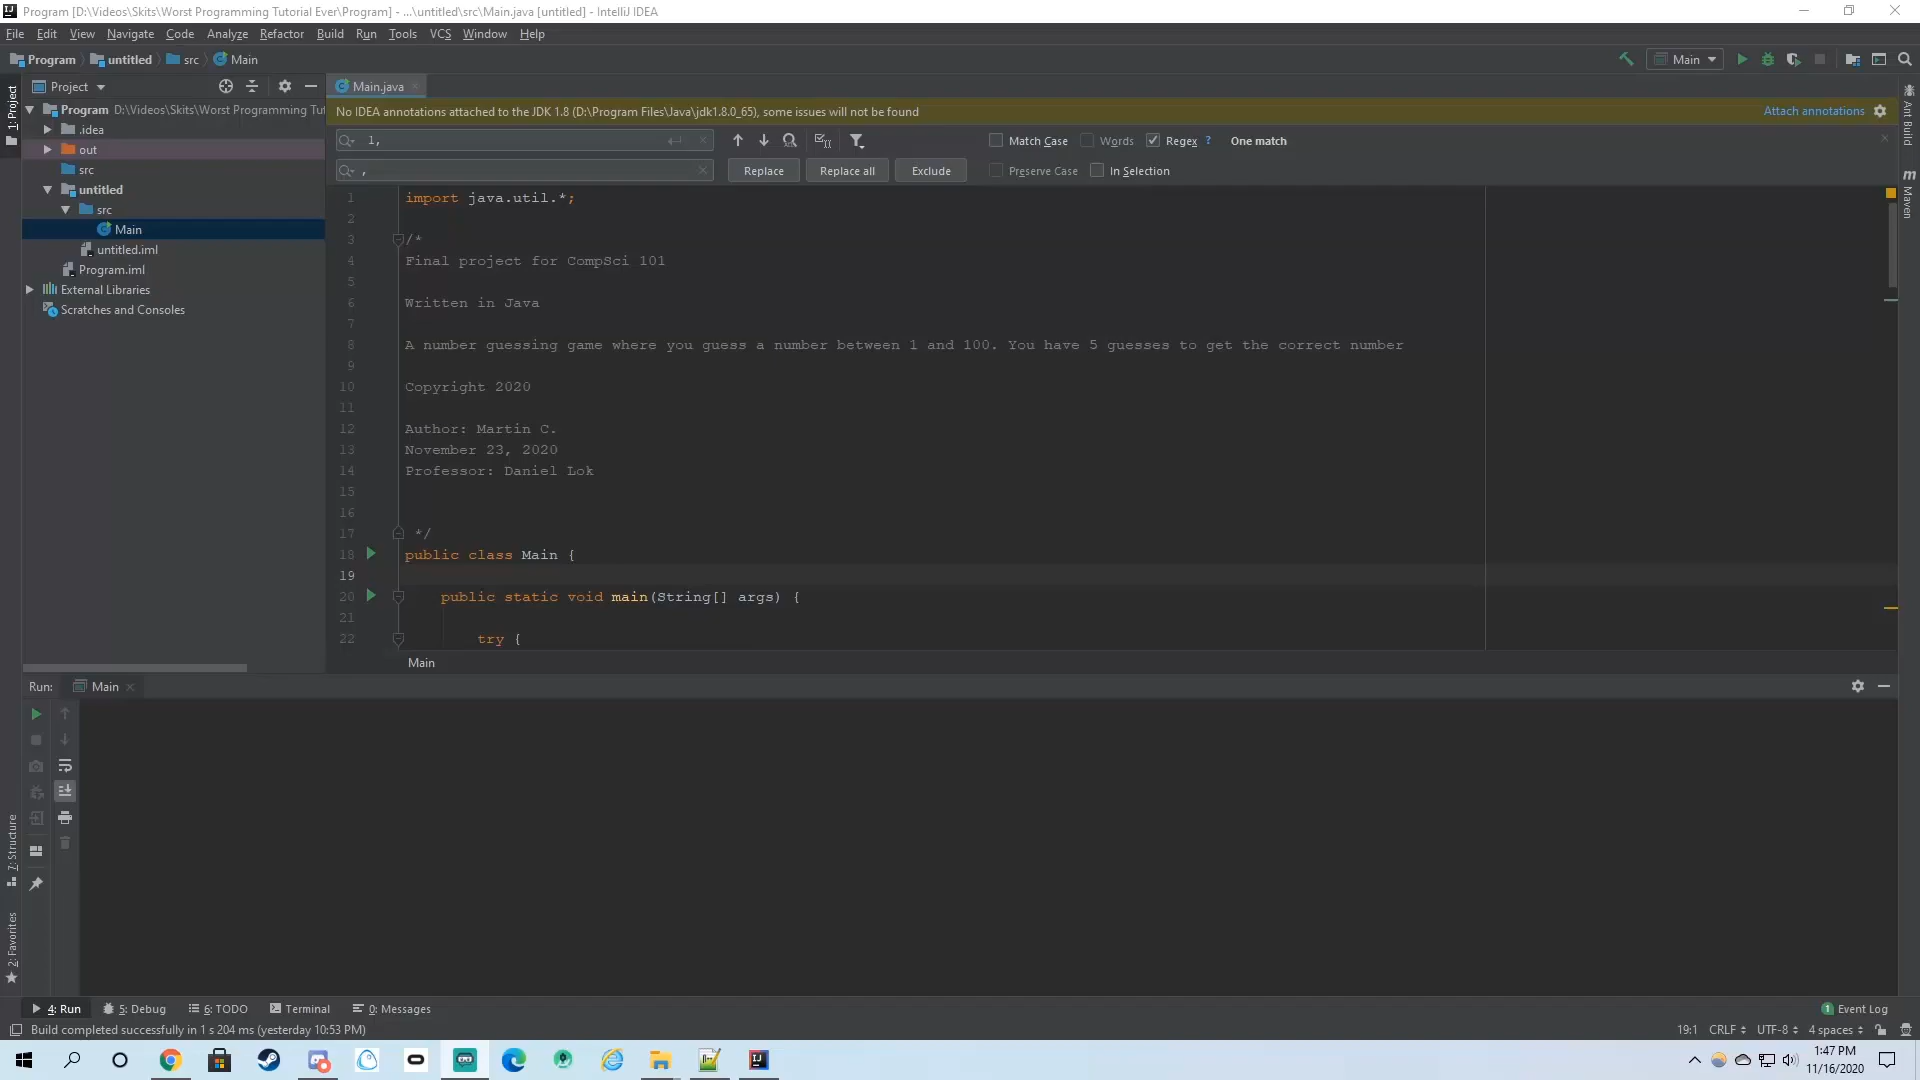 Program [D:\Videos\Skits\Worst Programming Tutorial Ever\Program] - ...\untitled\src\Main.java [untitled] - IntelliJ IDEA
File Edit View Navigate Code Analyze Refactor Build Run Tools VCS Window Help
Program untitled src Main
Main
Project
Main.java
1: Project
Program D:\Videos\Skits\Worst Programming Tut
.idea
out
src
untitled
src
Main
untitled.iml
Program.iml
External Libraries
Scratches and Consoles
No IDEA annotations attached to the JDK 1.8 (D:\Program Files\Java\jdk1.8.0_65), some issues will not be found
Attach annotations
1,
Match Case Words Regex ? One match
,
Replace Replace all Exclude Preserve Case In Selection
1 import java.util.*;
2
3 /*
4 Final project for CompSci 101
5
6 Written in Java
7
8 A number guessing game where you guess a number between 1 and 100. You have 5 guesses to get the correct number
9
10 Copyright 2020
11
12 Author: Martin C.
13 November 23, 2020
14 Professor: Daniel Lok
15
16
17 */
18 public class Main {
19
20 public static void main(String[] args) {
21
22 try {
Main
Ant Build
m Maven
Run: Main
7: Structure
2: Favorites
4: Run 5: Debug 6: TODO Terminal 0: Messages
1 Event Log
Build completed successfully in 1 s 204 ms (yesterday 10:53 PM)
19:1 CRLF UTF-8 4 spaces
1:47 PM
11/16/2020